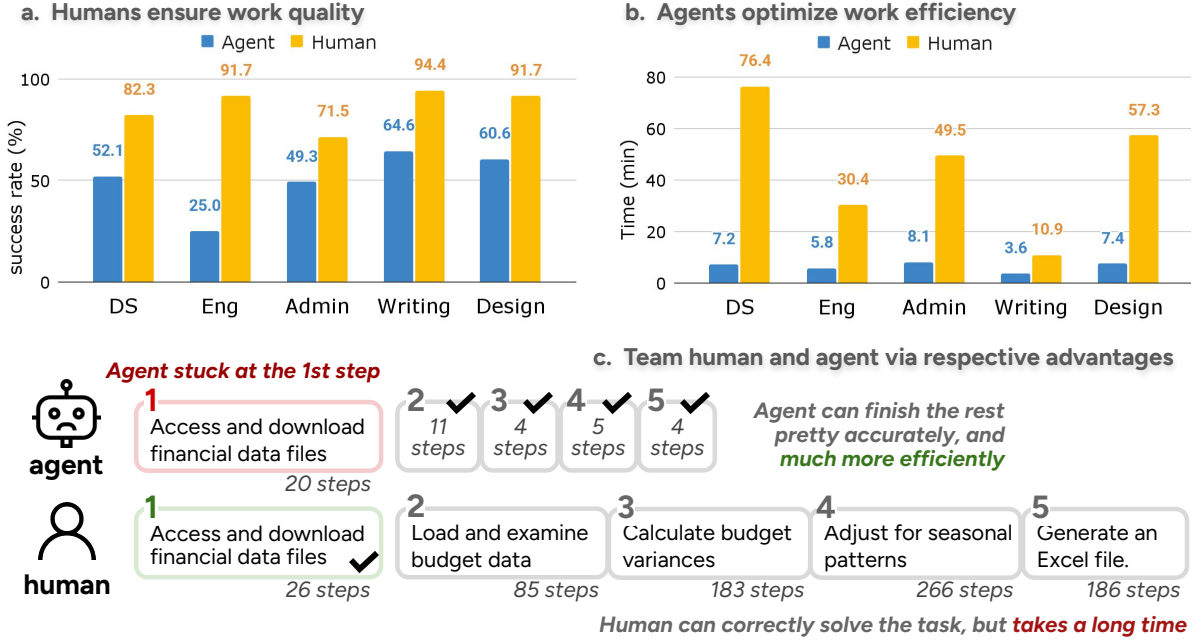 a. Humans ensure work quality
Agent Human
success rate (%)
100
50
0
52.1 82.3
25.0 91.7
49.3 71.5
64.6 94.4
60.6 91.7
DS Eng Admin Writing Design
b. Agents optimize work efficiency
Agent Human
Time (min)
80
60
40
20
0
7.2 76.4
5.8 30.4
8.1 49.5
3.6 10.9
7.4 57.3
DS Eng Admin Writing Design
c. Team human and agent via respective advantages
Agent stuck at the 1st step
agent
1
Access and download
financial data files
20 steps
2
11
steps
3
4
steps
4
5
steps
5
4
steps
Agent can finish the rest
pretty accurately, and
much more efficiently
human
1
Access and download
financial data files
26 steps
2
Load and examine
budget data
85 steps
3
Calculate budget
variances
183 steps
4
Adjust for seasonal
patterns
266 steps
5
Generate an
Excel file.
186 steps
Human can correctly solve the task, but takes a long time